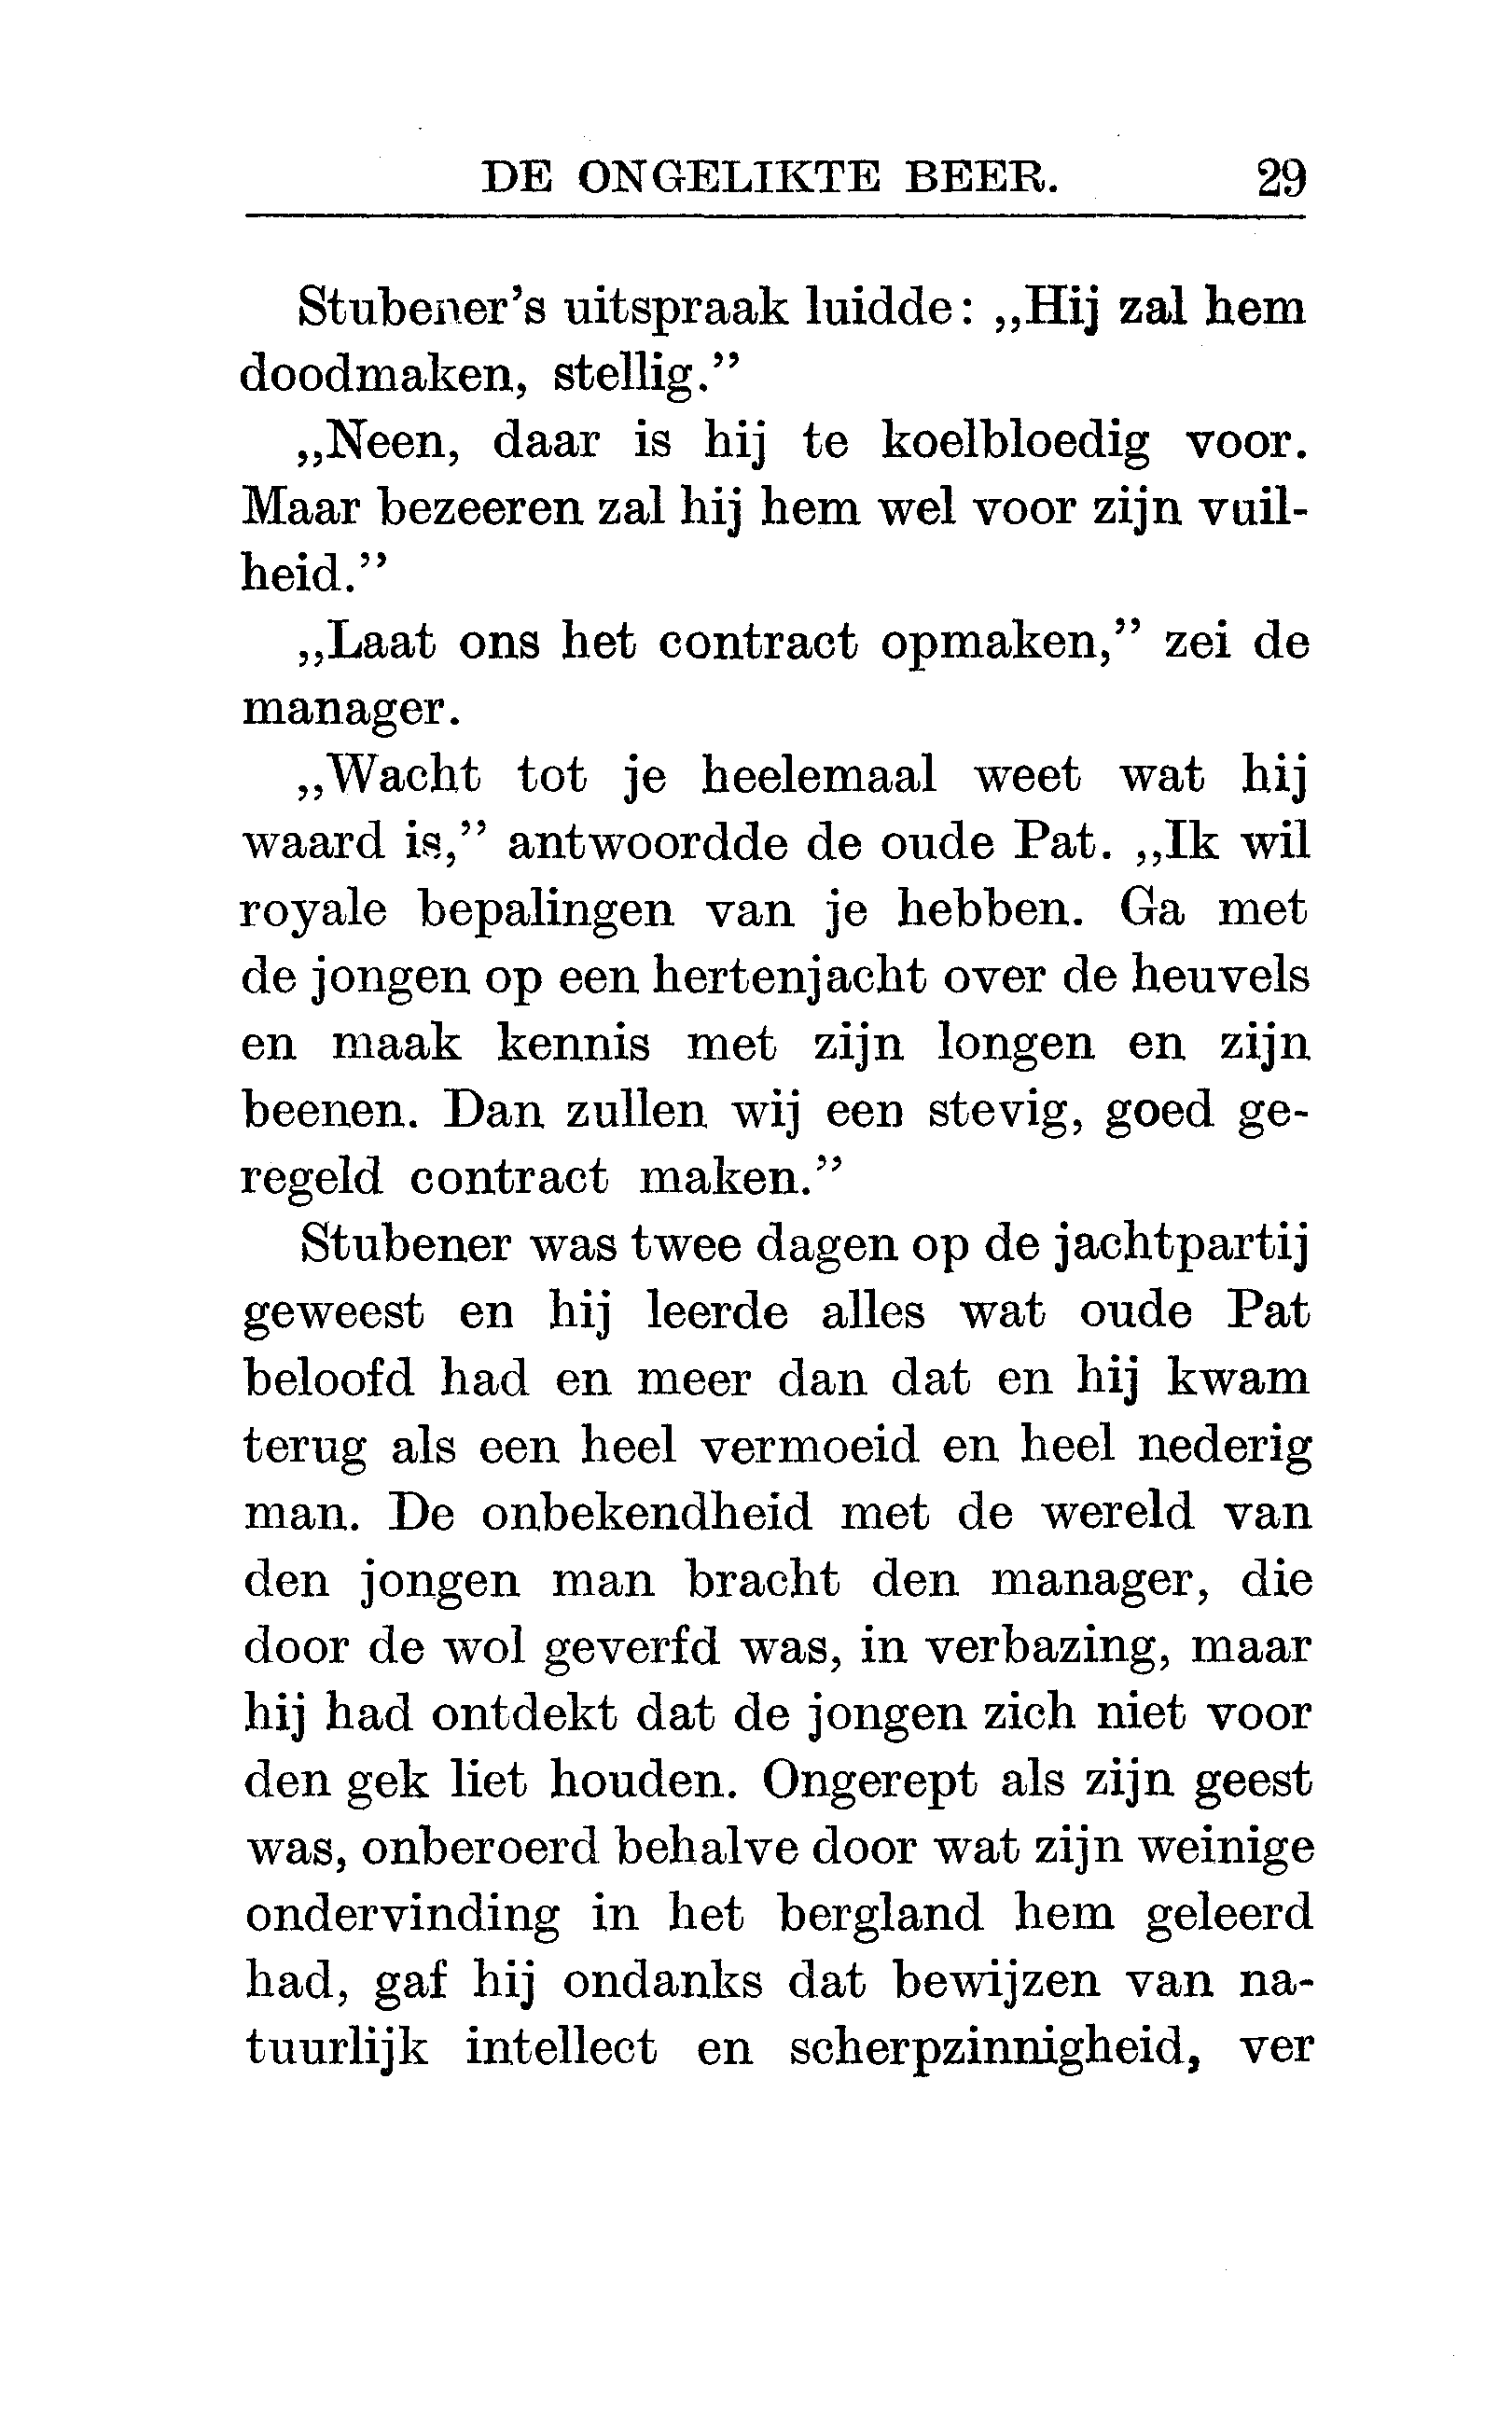 DE ONGELIKTE BEER. 29
Stubener's uitspraak luidde: „Hij zal hem
doodmaken, stellig.”
„Neen, daar is hij te koelbloedig voor.
Maar bezeeren zal hij hem wel voor zijn vuil-
heid.”
„Laat ons het contract opmaken,” zei de
manager.
„Wacht tot je heelemaal weet wat hij
waard is,” antwoordde de oude Pat. „Ik wil
royale bepalingen van je hebben. Ga met
de jongen op een hertenjacht over de heuvels
en maak kennis met zijn longen en zijn
beenen. Dan zullen wij een stevig, goed ge-
regeld contract maken.”
Stubener was twee dagen op de jachtpartij
geweest en hij leerde alles wat oude Pat
beloofd had en meer dan dat en hij kwam
terug als een heel vermoeid en heel nederig
man. De onbekendheid met de wereld van
den jongen man bracht den manager, die
door de wol geverfd was, in verbazing, maar
hij had ontdekt dat de jongen zich niet voor
den gek liet houden. Ongerept als zijn geest
was, onberoerd behalve door wat zijn weinige
ondervinding in het bergland hem geleerd
had, gaf hij ondanks dat bewijzen van na-
tuurlijk intellect en scherpzinnigheid, ver